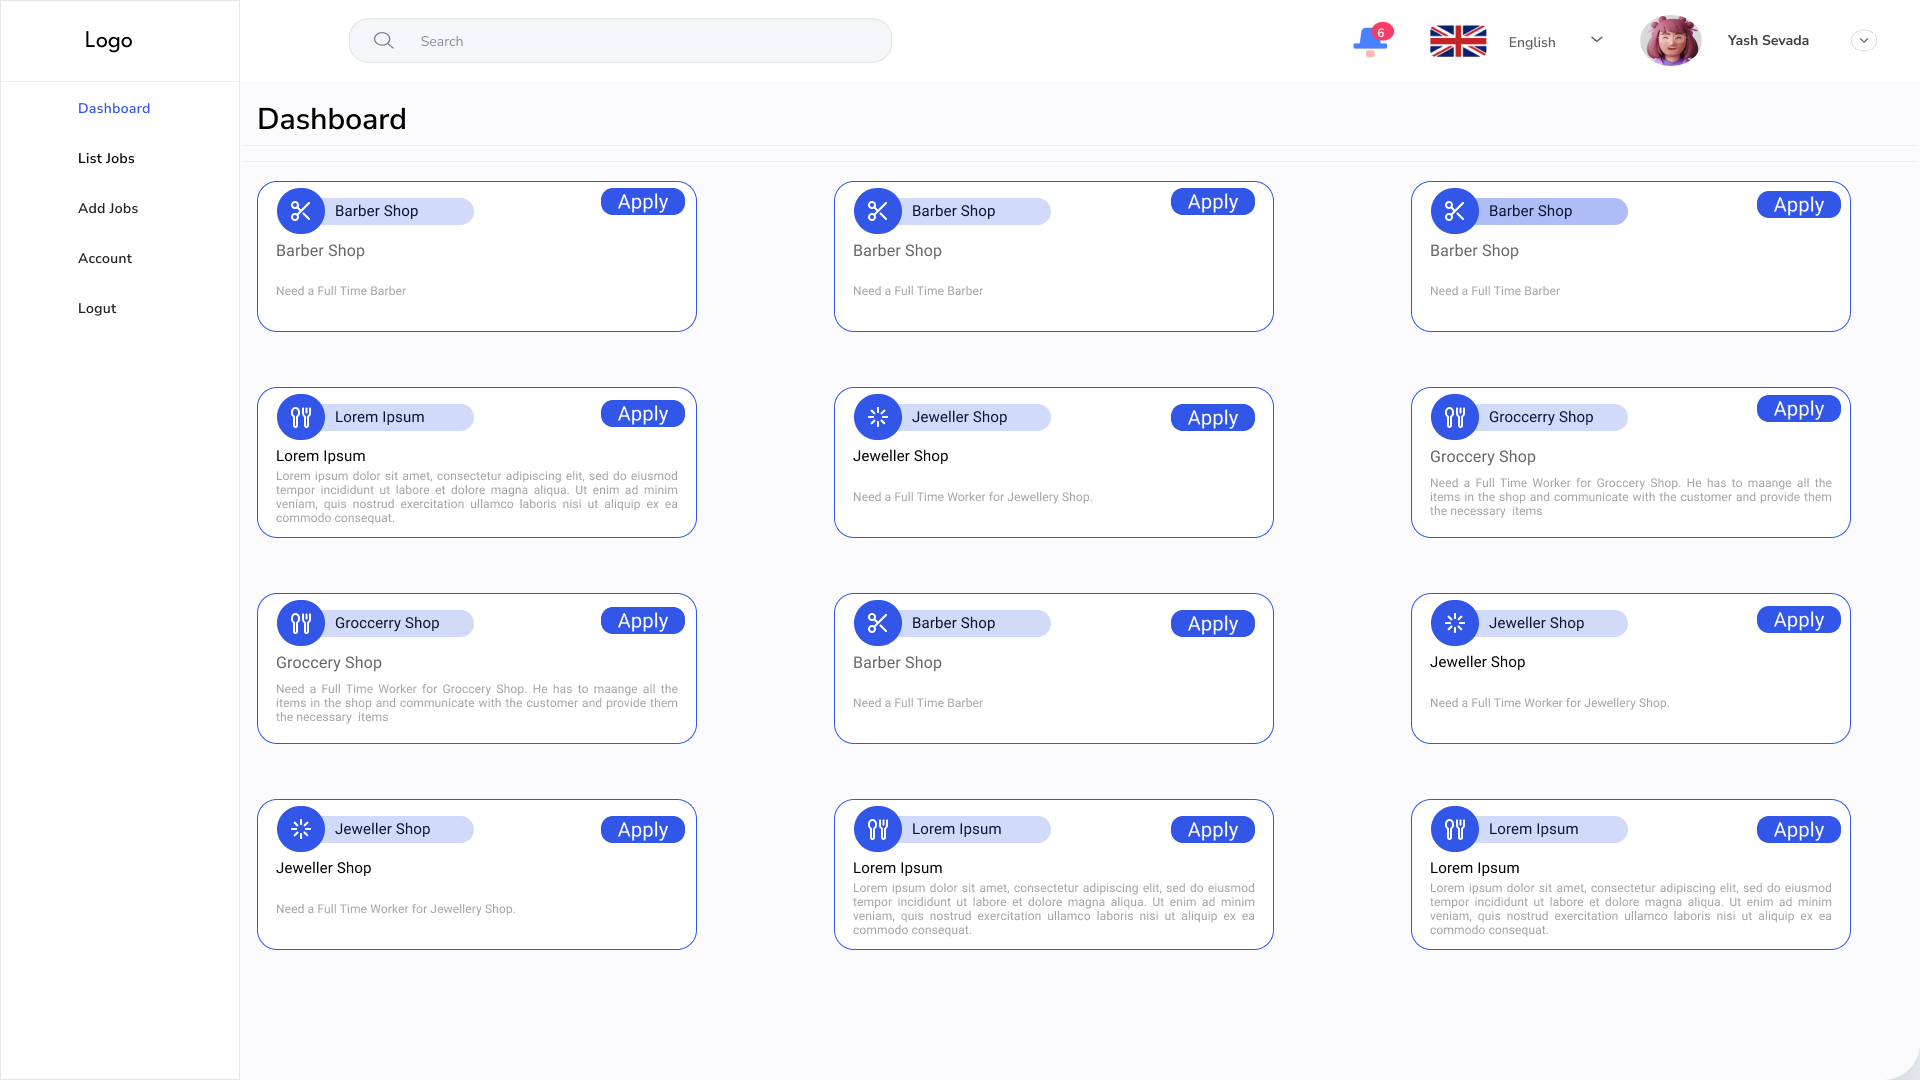 Logo
Search
6
English
Yash Sevada
Dashboard
List Jobs
Add Jobs
Account
Logut
Dashboard
Barber Shop
Apply
Barber Shop
Need a Full Time Barber
Barber Shop
Apply
Barber Shop
Need a Full Time Barber
Barber Shop
Apply
Barber Shop
Need a Full Time Barber
Lorem Ipsum
Apply
Lorem Ipsum
Lorem ipsum dolor sit amet, consectetur adipiscing elit, sed do eiusmod
tempor incididunt ut labore et dolore magna aliqua. Ut enim ad minim
veniam, quis nostrud exercitation ullamco laboris nisi ut aliquip ex ea
commodo consequat.
Jeweller Shop
Apply
Jeweller Shop
Need a Full Time Worker for Jewellery Shop.
Groccerry Shop
Apply
Groccery Shop
Need a Full Time Worker for Groccery Shop. He has to maange all the
items in the shop and communicate with the customer and provide them
the necessary items
Groccerry Shop
Apply
Groccery Shop
Need a Full Time Worker for Groccery Shop. He has to maange all the
items in the shop and communicate with the customer and provide them
the necessary items
Barber Shop
Apply
Barber Shop
Need a Full Time Barber
Jeweller Shop
Apply
Jeweller Shop
Need a Full Time Worker for Jewellery Shop.
Jeweller Shop
Apply
Jeweller Shop
Need a Full Time Worker for Jewellery Shop.
Lorem Ipsum
Apply
Lorem Ipsum
Lorem ipsum dolor sit amet, consectetur adipiscing elit, sed do eiusmod
tempor incididunt ut labore et dolore magna aliqua. Ut enim ad minim
veniam, quis nostrud exercitation ullamco laboris nisi ut aliquip ex ea
commodo consequat.
Lorem Ipsum
Apply
Lorem Ipsum
Lorem ipsum dolor sit amet, consectetur adipiscing elit, sed do eiusmod
tempor incididunt ut labore et dolore magna aliqua. Ut enim ad minim
veniam, quis nostrud exercitation ullamco laboris nisi ut aliquip ex ea
commodo consequat.